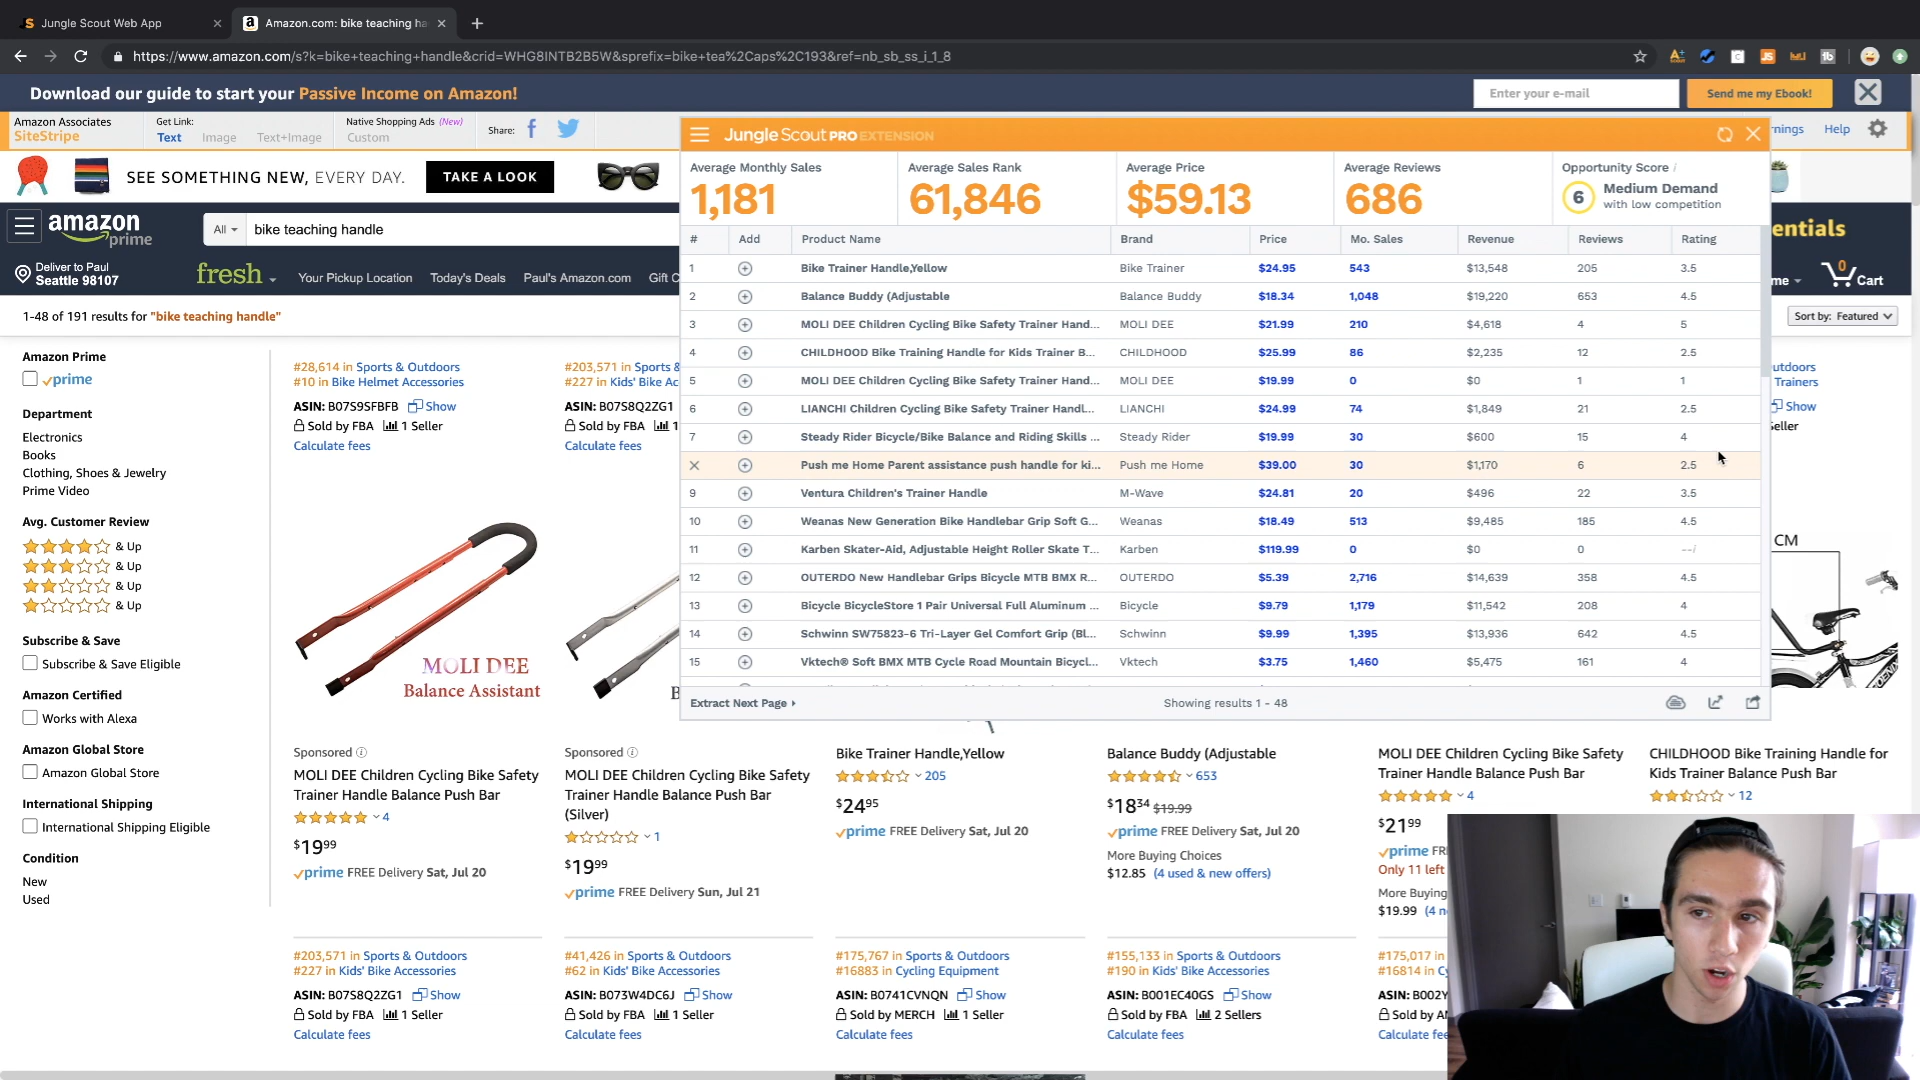 Jungle Scout Web App
Amazon.com: bike teaching ha
https://www.amazon.com/s?k=bike+teaching+handle&crid=WHG8INTB2B5W&sprefix=bike+tea%2Caps%2C193&ref=nb_sb_ss_i_1_8
Download our guide to start your Passive Income on Amazon!
Enter your e-mail
Send me my Ebook!
Amazon Associates
SiteStripe
Get Link:
Text Image Text+Image
Native Shopping Ads (New)
Custom
Share:
Jungle Scout PRO EXTENSION
rnings Help
SEE SOMETHING NEW, EVERY DAY. TAKE A LOOK
Average Monthly Sales
1,181
Average Sales Rank
61,846
Average Price
$59.13
Average Reviews
686
Opportunity Score i
6 Medium Demand
with low competition
amazon
prime
All bike teaching handle
entials
Deliver to Paul
Seattle 98107
fresh Your Pickup Location Today's Deals Paul's Amazon.com Gift C
me 0 Cart
# Add Product Name Brand Price Mo. Sales Revenue Reviews Rating
1 Bike Trainer Handle,Yellow Bike Trainer $24.95 543 $13,548 205 3.5
2 Balance Buddy (Adjustable Balance Buddy $18.34 1,048 $19,220 653 4.5
3 MOLI DEE Children Cycling Bike Safety Trainer Hand... MOLI DEE $21.99 210 $4,618 4 5
4 CHILDHOOD Bike Training Handle for Kids Trainer B... CHILDHOOD $25.99 86 $2,235 12 2.5
5 MOLI DEE Children Cycling Bike Safety Trainer Hand... MOLI DEE $19.99 0 $0 1 1
6 LIANCHI Children Cycling Bike Safety Trainer Handl... LIANCHI $24.99 74 $1,849 21 2.5
7 Steady Rider Bicycle/Bike Balance and Riding Skills ... Steady Rider $19.99 30 $600 15 4
Push me Home Parent assistance push handle for ki... Push me Home $39.00 30 $1,170 6 2.5
9 Ventura Children's Trainer Handle M-Wave $24.81 20 $496 22 3.5
10 Weanas New Generation Bike Handlebar Grip Soft G... Weanas $18.49 513 $9,485 185 4.5
11 Karben Skater-Aid, Adjustable Height Roller Skate T... Karben $119.99 0 $0 0 --i
12 OUTERDO New Handlebar Grips Bicycle MTB BMX R... OUTERDO $5.39 2,716 $14,639 358 4.5
13 Bicycle BicycleStore 1 Pair Universal Full Aluminum ... Bicycle $9.79 1,179 $11,542 208 4
14 Schwinn SW75823-6 Tri-Layer Gel Comfort Grip (Bl... Schwinn $9.99 1,395 $13,936 642 4.5
15 Vktech® Soft BMX MTB Cycle Road Mountain Bicycl... Vktech $3.75 1,460 $5,475 161 4
Extract Next Page
Showing results 1 - 48
1-48 of 191 results for "bike teaching handle"
Sort by: Featured
Amazon Prime
prime
Department
Electronics
Books
Clothing, Shoes & Jewelry
Prime Video
Avg. Customer Review
& Up
& Up
& Up
& Up
Subscribe & Save
Subscribe & Save Eligible
Amazon Certified
Works with Alexa
Amazon Global Store
Amazon Global Store
International Shipping
International Shipping Eligible
Condition
New
Used
#28,614 in Sports & Outdoors
#10 in Bike Helmet Accessories
ASIN: B07S9SFBFB Show
Sold by FBA 1 Seller
Calculate fees
#203,571 in Sports &
#227 in Kids' Bike Ac
ASIN: B07S8Q2ZG1
Sold by FBA 1
Calculate fees
utdoors
Trainers
Show
eller
CM
MOLI DEE
Balance Assistant
B
Sponsored
MOLI DEE Children Cycling Bike Safety
Trainer Handle Balance Push Bar
4
$19.99
prime FREE Delivery Sat, Jul 20
Sponsored
MOLI DEE Children Cycling Bike Safety
Trainer Handle Balance Push Bar
(Silver)
1
$19.99
prime FREE Delivery Sun, Jul 21
Bike Trainer Handle,Yellow
205
$24.95
prime FREE Delivery Sat, Jul 20
Balance Buddy (Adjustable
653
$18.34 $19.99
prime FREE Delivery Sat, Jul 20
More Buying Choices
$12.85 (4 used & new offers)
MOLI DEE Children Cycling Bike Safety
Trainer Handle Balance Push Bar
4
$21.99
prime FRE
Only 11 left
More Buying
$19.99 (4 n
CHILDHOOD Bike Training Handle for
Kids Trainer Balance Push Bar
12
#203,571 in Sports & Outdoors
#227 in Kids' Bike Accessories
ASIN: B07S8Q2ZG1 Show
Sold by FBA 1 Seller
Calculate fees
#41,426 in Sports & Outdoors
#62 in Kids' Bike Accessories
ASIN: B073W4DC6J Show
Sold by FBA 1 Seller
Calculate fees
#175,767 in Sports & Outdoors
#16883 in Cycling Equipment
ASIN: B0741CVNQN Show
Sold by MERCH 1 Seller
Calculate fees
#155,133 in Sports & Outdoors
#190 in Kids' Bike Accessories
ASIN: B001EC40GS Show
Sold by FBA 2 Sellers
Calculate fees
#175,017 in
#16814 in Cy
ASIN: B002Y
Sold by AM
Calculate fee